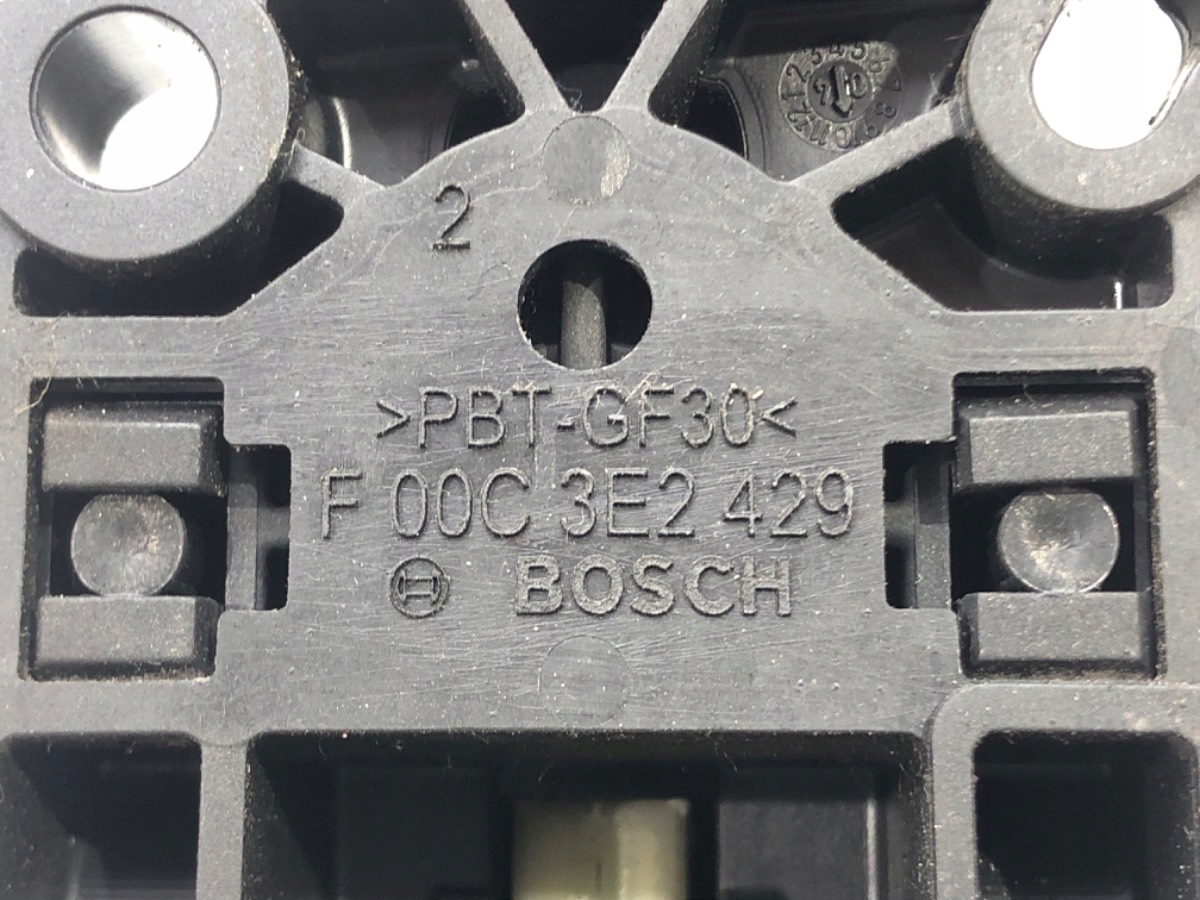 2
>PBT-GF30<
F 00C 3E2 429
BOSCH